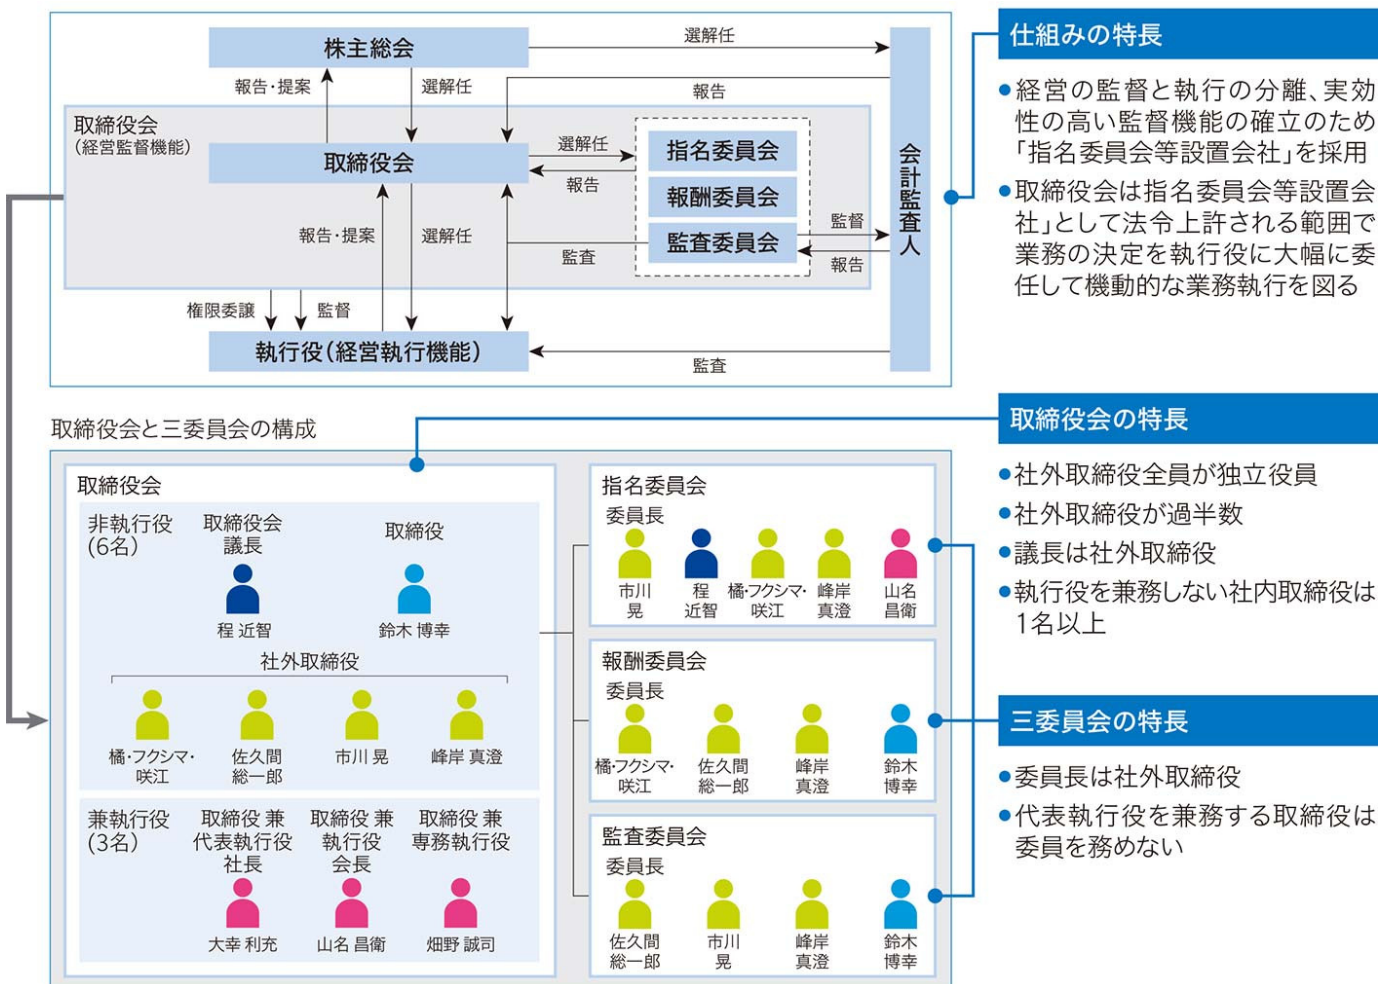 株主総会
選解任
報告・提案
選解任
報告
取締役会
(経営監督機能)
取締役会
選解任
報告
指名委員会
報酬委員会
監査委員会
監督
報告
会計監査人
報告・提案
選解任
監査
権限委譲
監督
執行役(経営執行機能)
監査
仕組みの特長
●経営の監督と執行の分離、実効
性の高い監督機能の確立のため
「指名委員会等設置会社」を採用
●取締役会は指名委員会等設置会
社」として法令上許される範囲で
業務の決定を執行役に大幅に委
任して機動的な業務執行を図る
取締役会と三委員会の構成
取締役会
非執行役
(6名)
取締役会
議長
取締役
程 近智
鈴木 博幸
社外取締役
橘・フクシマ・
咲江
佐久間
総一郎
市川 晃
峰岸 真澄
兼執行役
(3名)
取締役 兼
代表執行役
社長
取締役 兼
執行役
会長
取締役 兼
専務執行役
大幸 利充
山名 昌衛
畑野 誠司
指名委員会
委員長
市川
晃
程
近智
橘・フクシマ・
咲江
峰岸
真澄
山名
昌衛
報酬委員会
委員長
橘・フクシマ・
咲江
佐久間
総一郎
峰岸
真澄
鈴木
博幸
監査委員会
委員長
佐久間
総一郎
市川
晃
峰岸
真澄
鈴木
博幸
取締役会の特長
●社外取締役全員が独立役員
●社外取締役が過半数
●議長は社外取締役
●執行役を兼務しない社内取締役は
1名以上
三委員会の特長
●委員長は社外取締役
●代表執行役を兼務する取締役は
委員を務めない